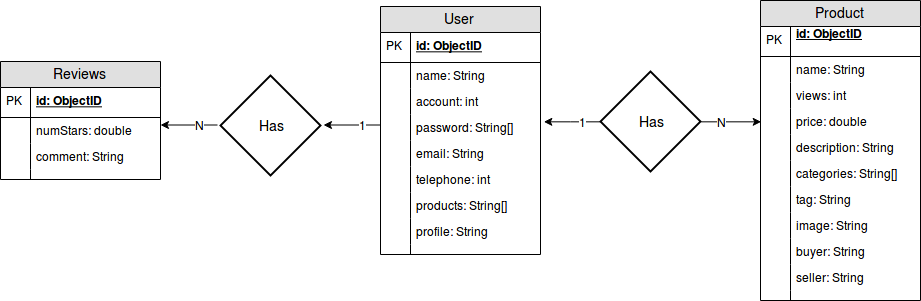 Reviews
PK id: ObjectID
numStars: double
comment: String
N
Has
1
User
PK id: ObjectID
name: String
account: int
password: String[]
email: String
telephone: int
products: String[]
profile: String
1
Has
N
Product
PK id: ObjectID
name: String
views: int
price: double
description: String
categories: String[]
tag: String
image: String
buyer: String
seller: String